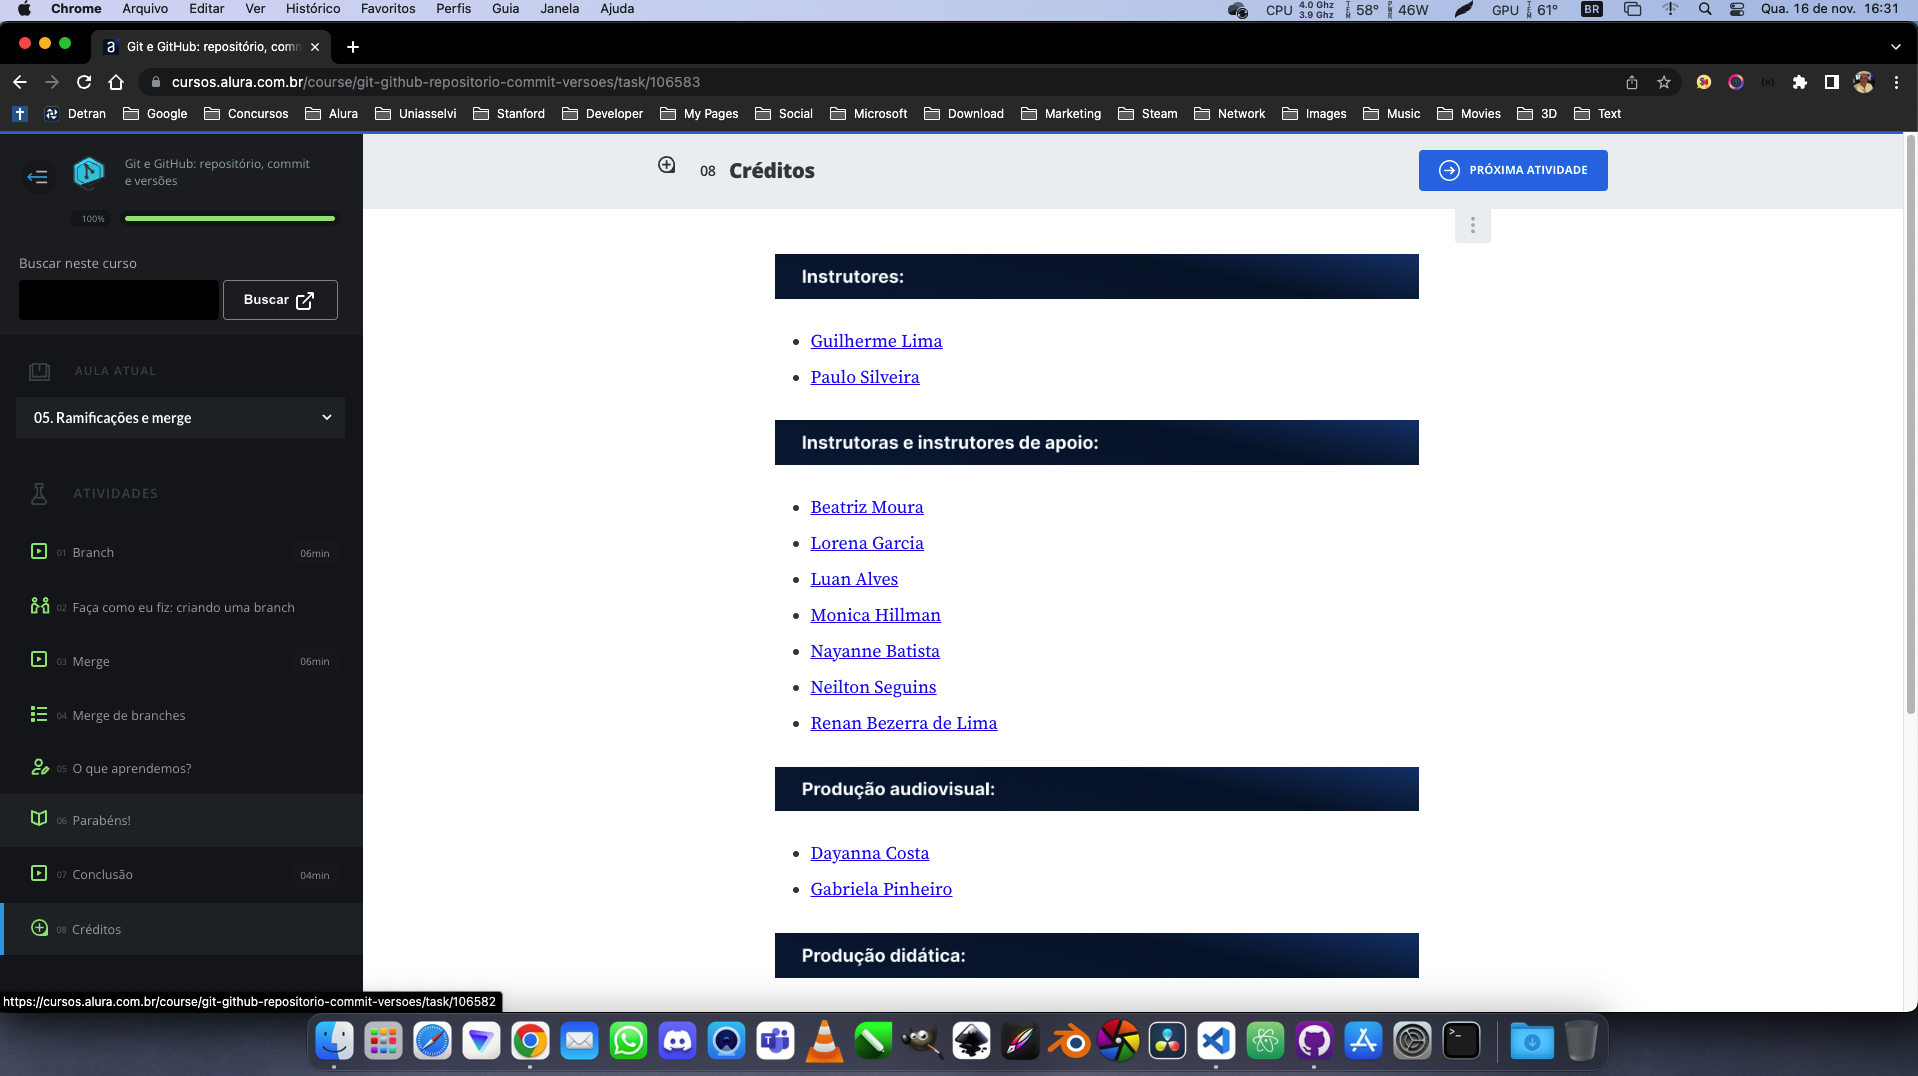 Chrome Arquivo Editar Ver Histórico Favoritos Perfis Guia Janela Ajuda CPU 4.0 Ghz 3.9 Ghz TEM 58° PWR 46W GPU TEM 61° BR Qua. 16 de nov. 16:31
Git e GitHub: repositório, comm
cursos.alura.com.br/course/git-github-repositorio-commit-versoes/task/106583
Detran Google Concursos Alura Uniasselvi Stanford Developer My Pages Social Microsoft Download Marketing Steam Network Images Music Movies 3D Text
Git e GitHub: repositório, commit
e versões
100%
Buscar neste curso
Buscar
AULA ATUAL
05. Ramificações e merge
ATIVIDADES
01 Branch 06min
02 Faça como eu fiz: criando uma branch
03 Merge 06min
04 Merge de branches
05 O que aprendemos?
06 Parabéns!
07 Conclusão 04min
08 Créditos
08 Créditos
PRÓXIMA ATIVIDADE
Instrutores:
Guilherme Lima
Paulo Silveira
Instrutoras e instrutores de apoio:
Beatriz Moura
Lorena Garcia
Luan Alves
Monica Hillman
Nayanne Batista
Neilton Seguins
Renan Bezerra de Lima
Produção audiovisual:
Dayanna Costa
Gabriela Pinheiro
Produção didática:
https://cursos.alura.com.br/course/git-github-repositorio-commit-versoes/task/106582